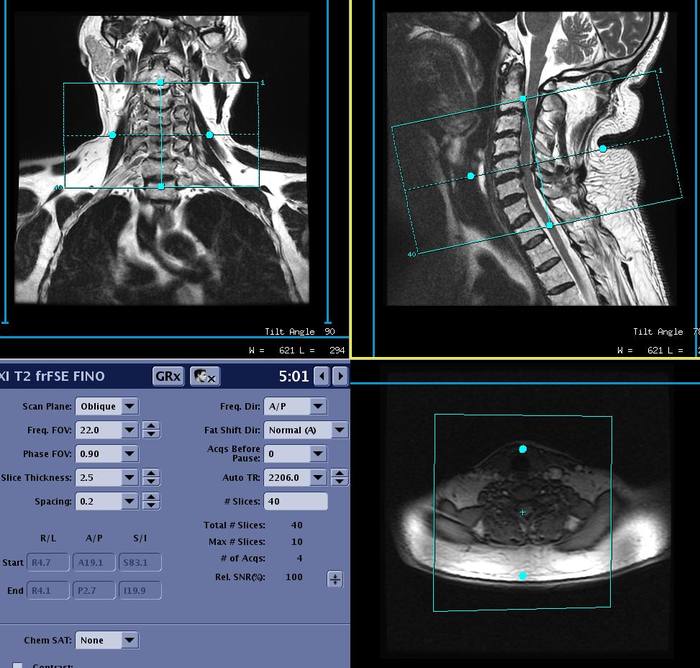 1
40
Tilt Angle 90
W = 621 L = 294
1
40
Tilt Angle
W = 621 L =
XI T2 frFSE FINO GRx 5:01
Scan Plane: Oblique Freq. Dir: A/P
Freq. FOV: 22.0 Fat Shift Dir: Normal (A)
Phase FOV: 0.90 Acqs Before Pause: 0
Slice Thickness: 2.5 Auto TR: 2206.0
Spacing: 0.2 # Slices: 40
Total # Slices: 40
R/L A/P S/I Max # Slices: 10
# of Acqs: 4
Start R4.7 A19.1 S83.1 Rel. SNR(%): 100
End R4.1 P2.7 I19.9
Chem SAT: None
Contrast: